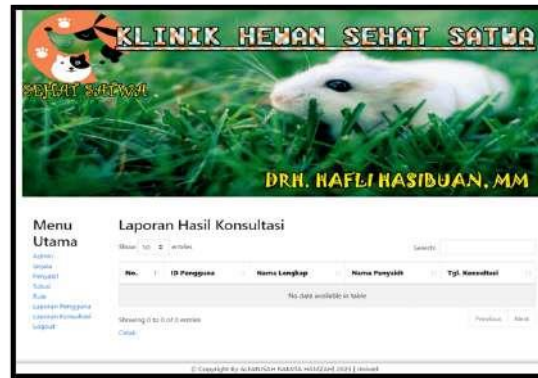 KLINIK HEWAN SEHAT SATWA
SEHAT SATWA
DRH. HAFLI HASIBUAN, MM
Menu Utama
Admin
Gejala
Penyakit
Solusi
Rule
Laporan Pengguna
Laporan Konsultasi
Logout
Laporan Hasil Konsultasi
Show 10 entries
Search:
No. ID Pengguna Nama Lengkap Nama Penyakit Tgl. Konsultasi
No data available in table
Showing 0 to 0 of 0 entries
Previous Next
Cetak
© Copyright By